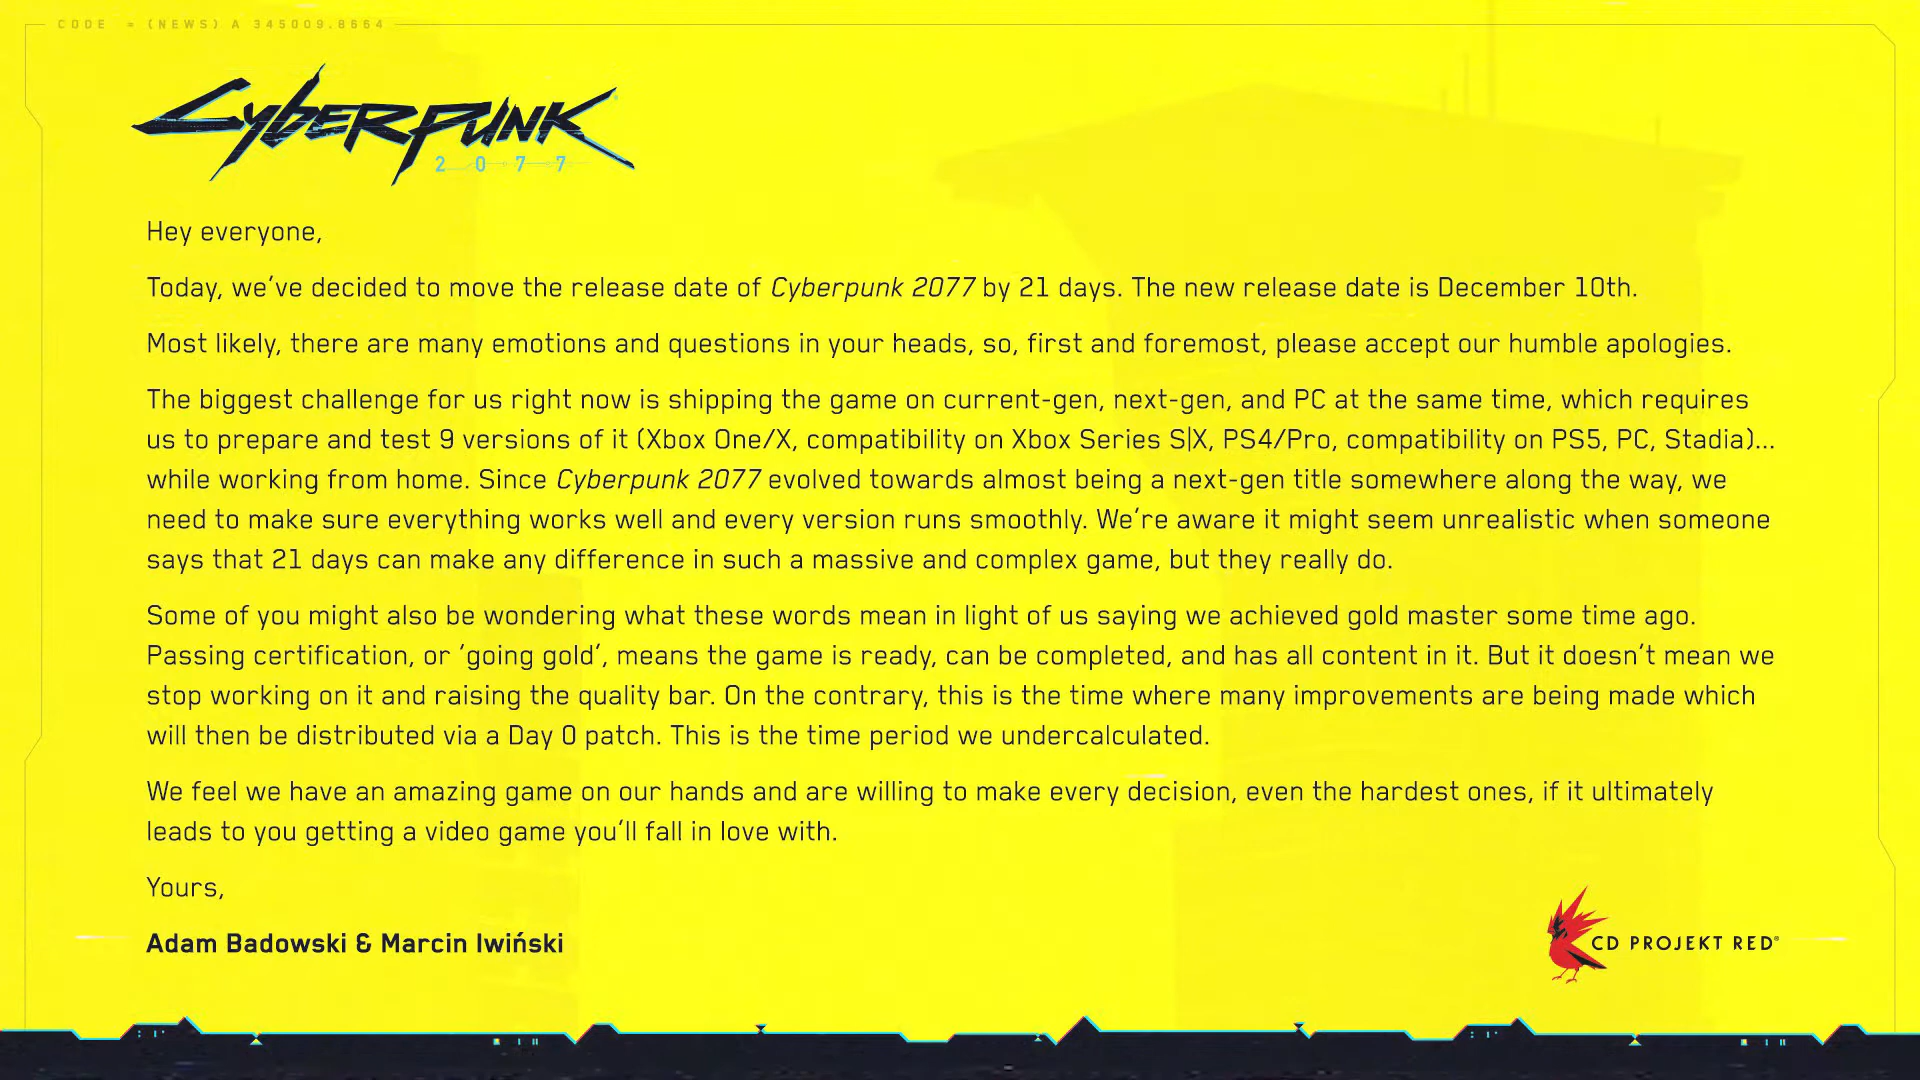 CODE = (NEWS) A 345009.8664
Cyberpunk
2077
Hey everyone,
Today, we've decided to move the release date of Cyberpunk 2077 by 21 days. The new release date is December 10th.
Most likely, there are many emotions and questions in your heads, so, first and foremost, please accept our humble apologies.
The biggest challenge for us right now is shipping the game on current-gen, next-gen, and PC at the same time, which requires
us to prepare and test 9 versions of it (Xbox One/X, compatibility on Xbox Series S|X, PS4/Pro, compatibility on PS5, PC, Stadia)...
while working from home. Since Cyberpunk 2077 evolved towards almost being a next-gen title somewhere along the way, we
need to make sure everything works well and every version runs smoothly. We're aware it might seem unrealistic when someone
says that 21 days can make any difference in such a massive and complex game, but they really do.
Some of you might also be wondering what these words mean in light of us saying we achieved gold master some time ago.
Passing certification, or 'going gold', means the game is ready, can be completed, and has all content in it. But it doesn't mean we
stop working on it and raising the quality bar. On the contrary, this is the time where many improvements are being made which
will then be distributed via a Day 0 patch. This is the time period we undercalculated.
We feel we have an amazing game on our hands and are willing to make every decision, even the hardest ones, if it ultimately
leads to you getting a video game you'll fall in love with.
Yours,
Adam Badowski & Marcin Iwiński
CD PROJEKT RED®